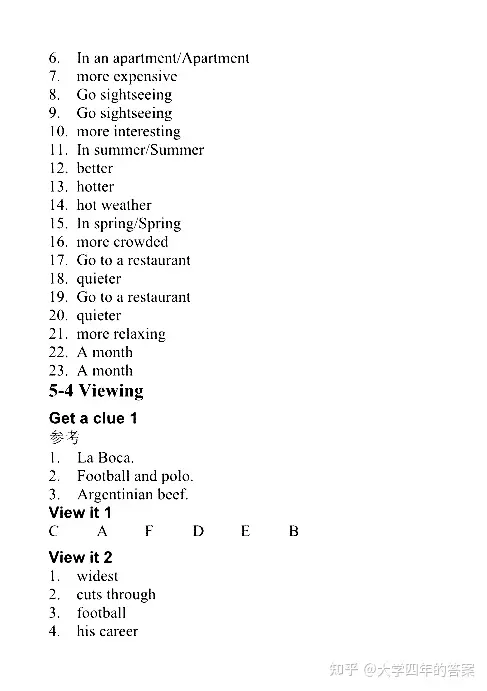 6. In an apartment/Apartment
7. more expensive
8. Go sightseeing
9. Go sightseeing
10. more interesting
11. In summer/Summer
12. better
13. hotter
14. hot weather
15. In spring/Spring
16. more crowded
17. Go to a restaurant
18. quieter
19. Go to a restaurant
20. quieter
21. more relaxing
22. A month
23. A month
5-4 Viewing
Get a clue 1
参考
1. La Boca.
2. Football and polo.
3. Argentinian beef.
View it 1
C A F D E B
View it 2
1. widest
2. cuts through
3. football
4. his career
知乎 @大学四年的答案